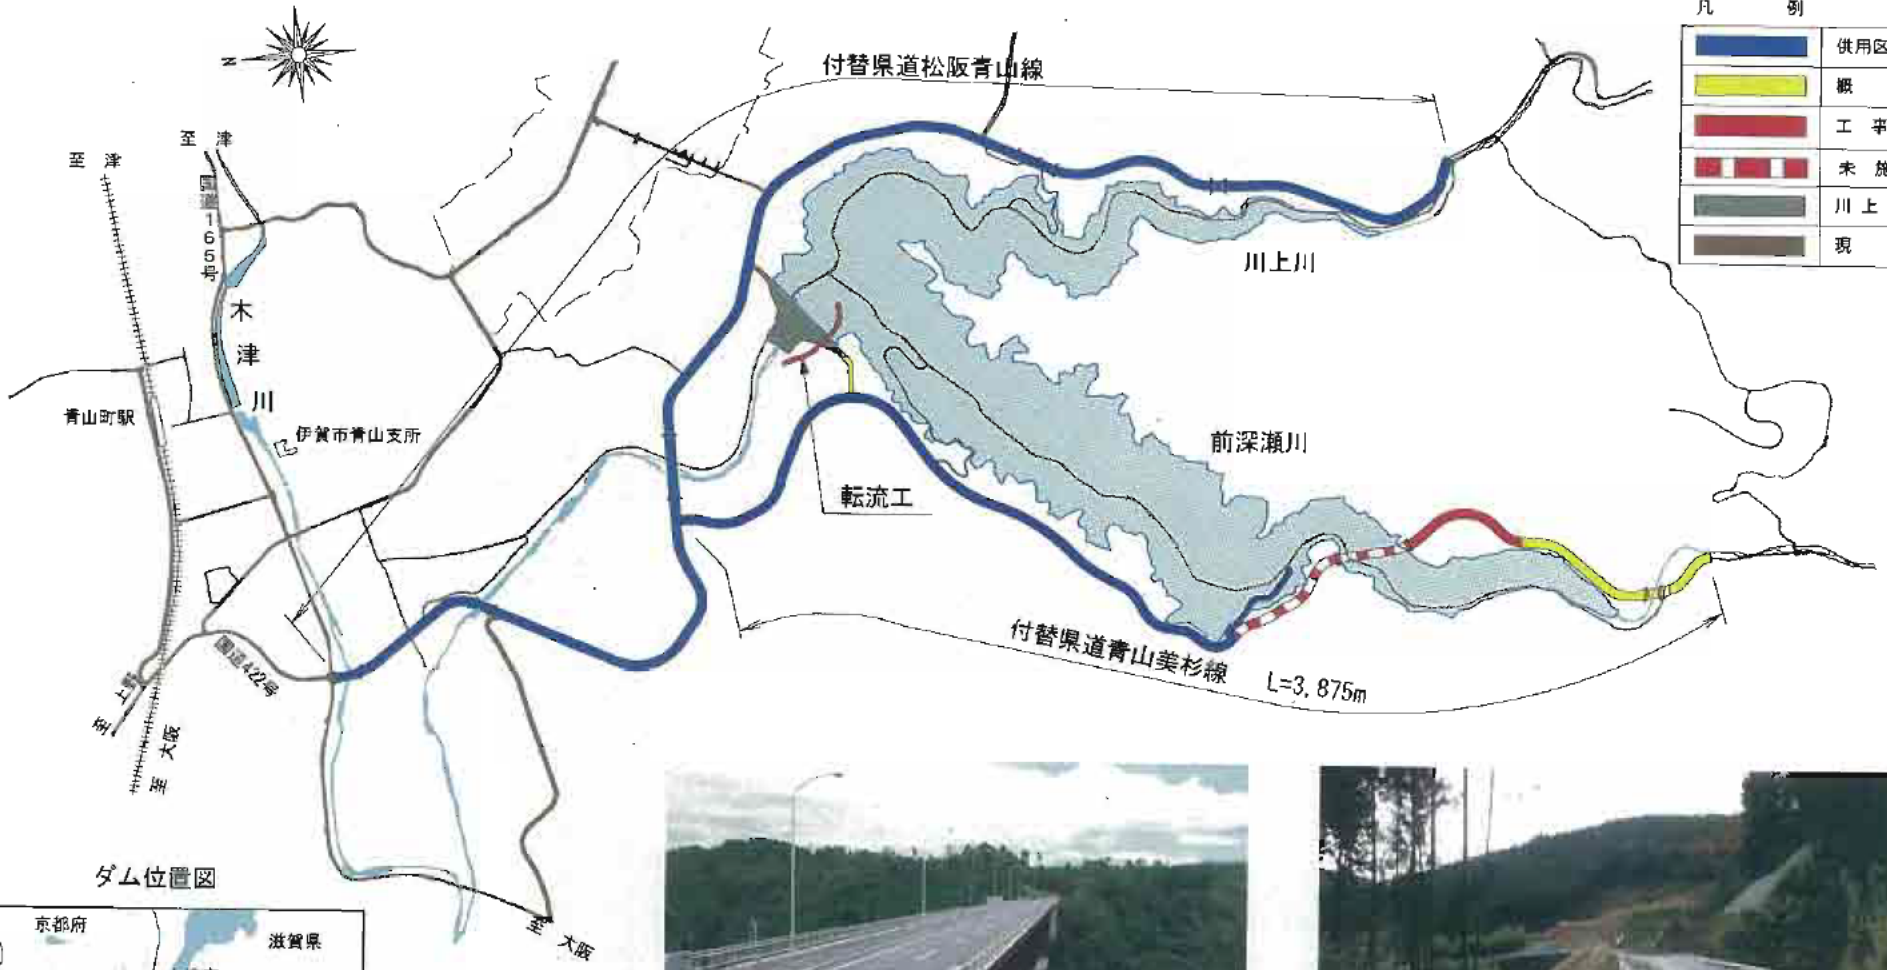 凡例
供用区
概
工事
未施
川上
現
N
付替県道松阪青山線
至 津
至 津
国道165号
木津川
川上川
青山町駅
伊賀市青山支所
前深瀬川
転流工
付替県道青山美杉線
L=3,875m
国道422号
至 上野
至 大阪
至 大阪
ダム位置図
京都府
滋賀県